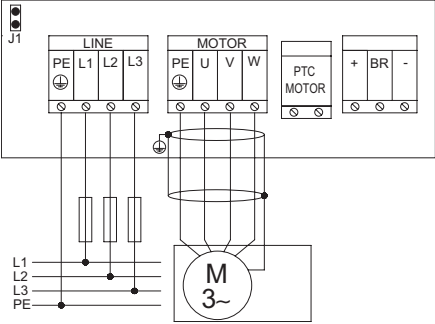 J1
LINE
MOTOR
PE L1 L2 L3
PE U V W
PTC
MOTOR
+ BR -
L1
L2
L3
PE
M
3~